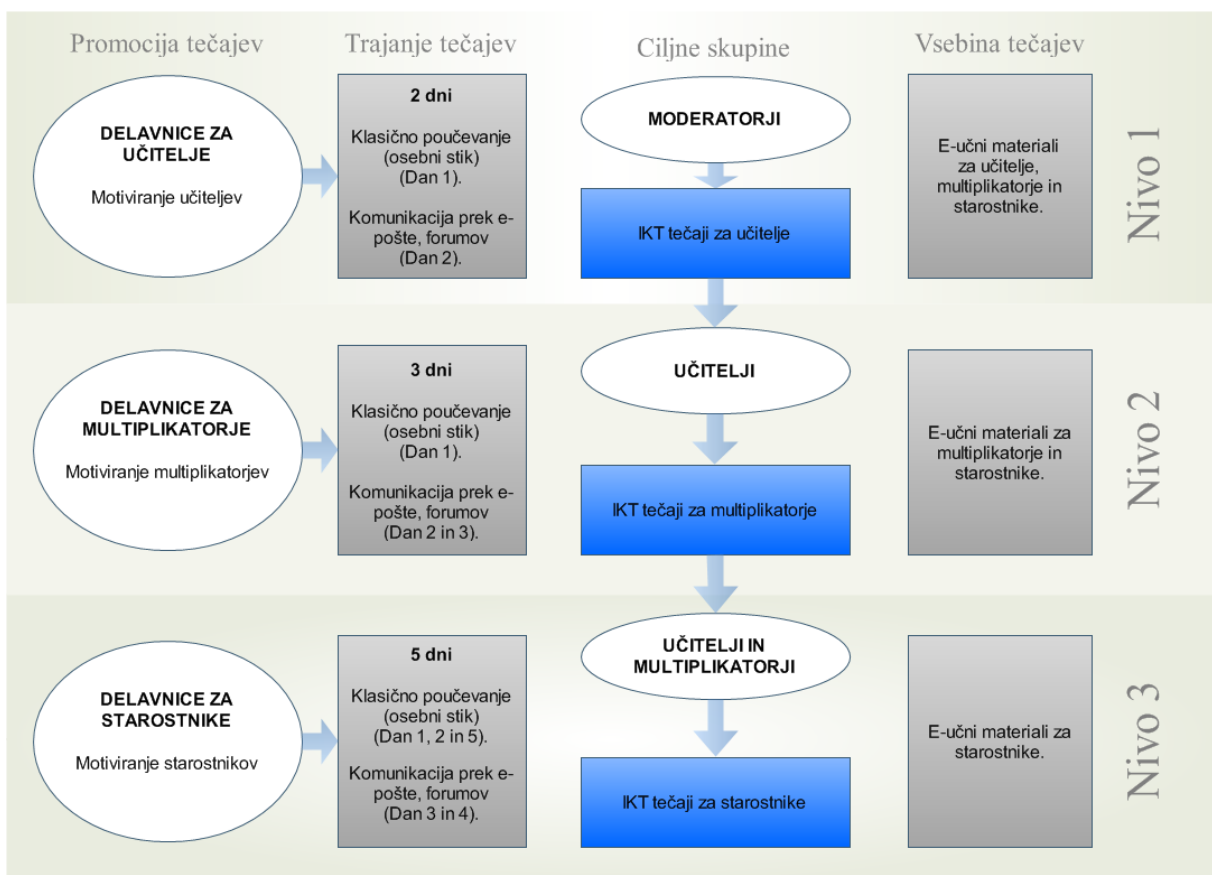 Promocija tečajev
Trajanje tečajev
Ciljne skupine
Vsebina tečajev
DELAVNICE ZA
UČITELJE
Motiviranje učiteljev
2 dni
Klasično poučevanje
(osebni stik)
(Dan 1).
Komunikacija prek e-
pošte, forumov
(Dan 2).
MODERATORJI
IKT tečaji za učitelje
E-učni materiali
za učitelje,
multiplikatorje in
starostnike.
Nivo 1
DELAVNICE ZA
MULTIPLIKATORJE
Motiviranje multiplikatorjev
3 dni
Klasično poučevanje
(osebni stik)
(Dan 1).
Komunikacija prek e-
pošte, forumov
(Dan 2 in 3).
UČITELJI
IKT tečaji za multiplikatorje
E-učni materiali za
multiplikatorje in
starostnike.
Nivo 2
DELAVNICE ZA
STAROSTNIKE
Motiviranje starostnikov
5 dni
Klasično poučevanje
(osebni stik)
(Dan 1, 2 in 5).
Komunikacija prek e-
pošte, forumov
(Dan 3 in 4).
UČITELJI IN
MULTIPLIKATORJI
IKT tečaji za starostnike
E-učni materiali za
starostnike.
Nivo 3